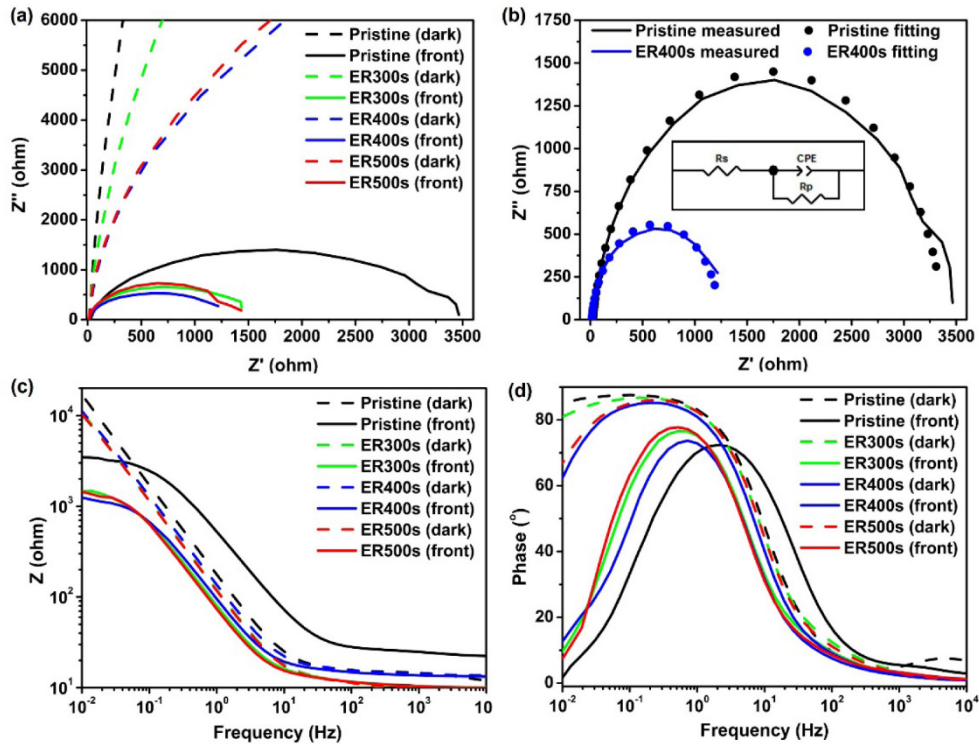 (a)
6000
5000
4000
3000
2000
1000
0
Z'' (ohm)
0 500 1000 1500 2000 2500 3000 3500
Z' (ohm)
Pristine (dark)
Pristine (front)
ER300s (dark)
ER300s (front)
ER400s (dark)
ER400s (front)
ER500s (dark)
ER500s (front)
(b)
1750
1500
1250
1000
750
500
250
0
Z'' (ohm)
0 500 1000 1500 2000 2500 3000 3500
Z' (ohm)
Pristine measured Pristine fitting
ER400s measured ER400s fitting
Rs CPE
Rp
(c)
10^4
10^3
10^2
10^1
Z (ohm)
10^-2 10^-1 10^0 10^1 10^2 10^3 10
Frequency (Hz)
Pristine (dark)
Pristine (front)
ER300s (dark)
ER300s (front)
ER400s (dark)
ER400s (front)
ER500s (dark)
ER500s (front)
(d)
80
60
40
20
0
Phase (°)
10^-2 10^-1 10^0 10^1 10^2 10^3 10^4
Frequency (Hz)
Pristine (dark)
Pristine (front)
ER300s (dark)
ER300s (front)
ER400s (dark)
ER400s (front)
ER500s (dark)
ER500s (front)